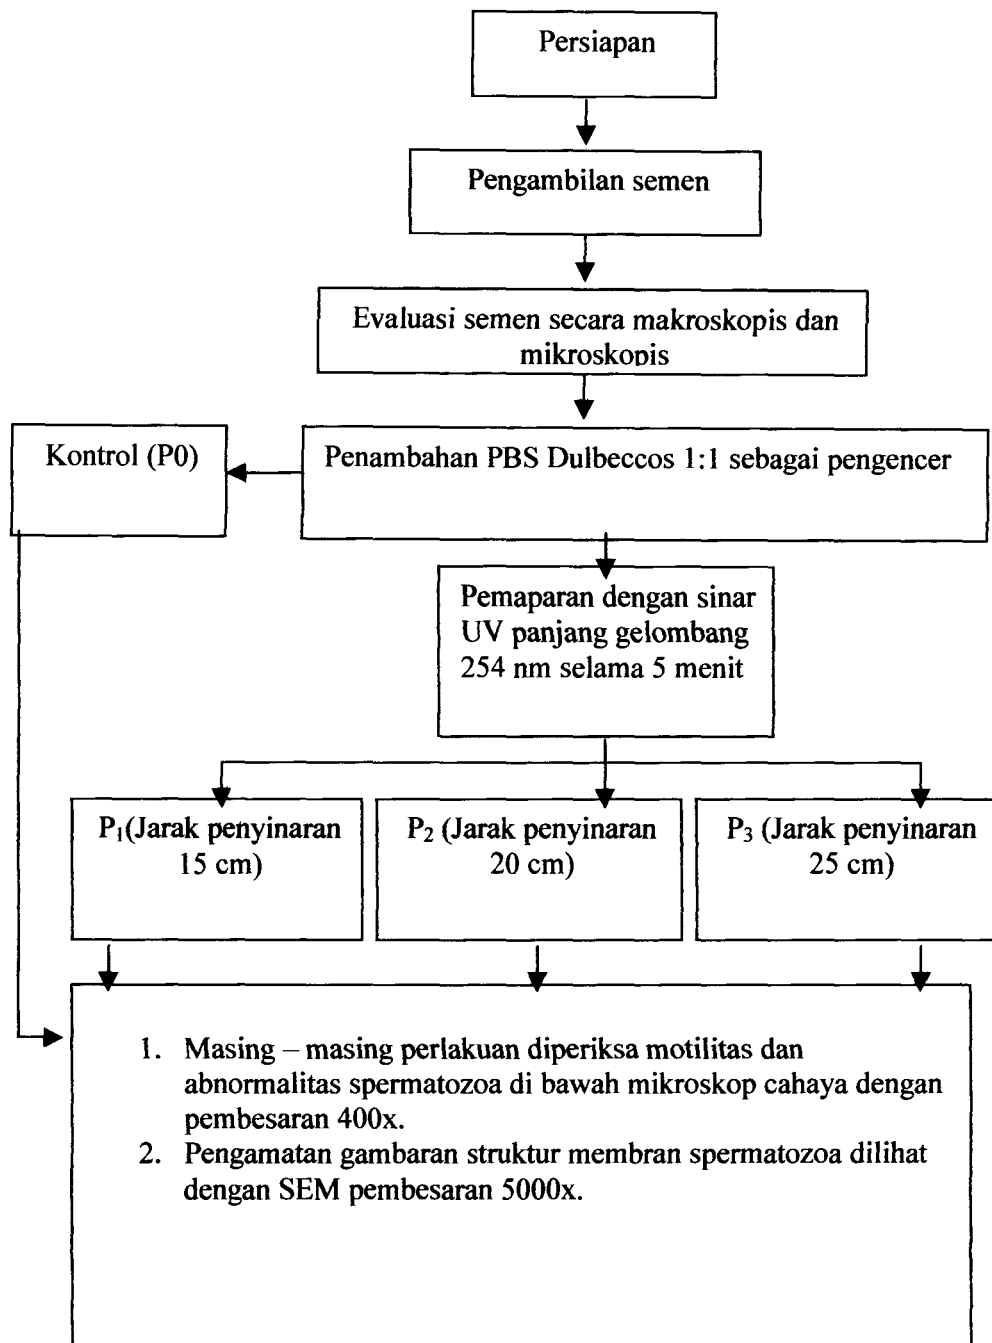 Persiapan
Pengambilan semen
Evaluasi semen secara makroskopis dan
mikroskopis
Kontrol (P0)
Penambahan PBS Dulbeccos 1:1 sebagai pengencer
Pemaparan dengan sinar
UV panjang gelombang
254 nm selama 5 menit
P₁(Jarak penyinaran
15 cm)
P₂ (Jarak penyinaran
20 cm)
P₃ (Jarak penyinaran
25 cm)
1. Masing – masing perlakuan diperiksa motilitas dan
abnormalitas spermatozoa di bawah mikroskop cahaya dengan
pembesaran 400x.
2. Pengamatan gambaran struktur membran spermatozoa dilihat
dengan SEM pembesaran 5000x.